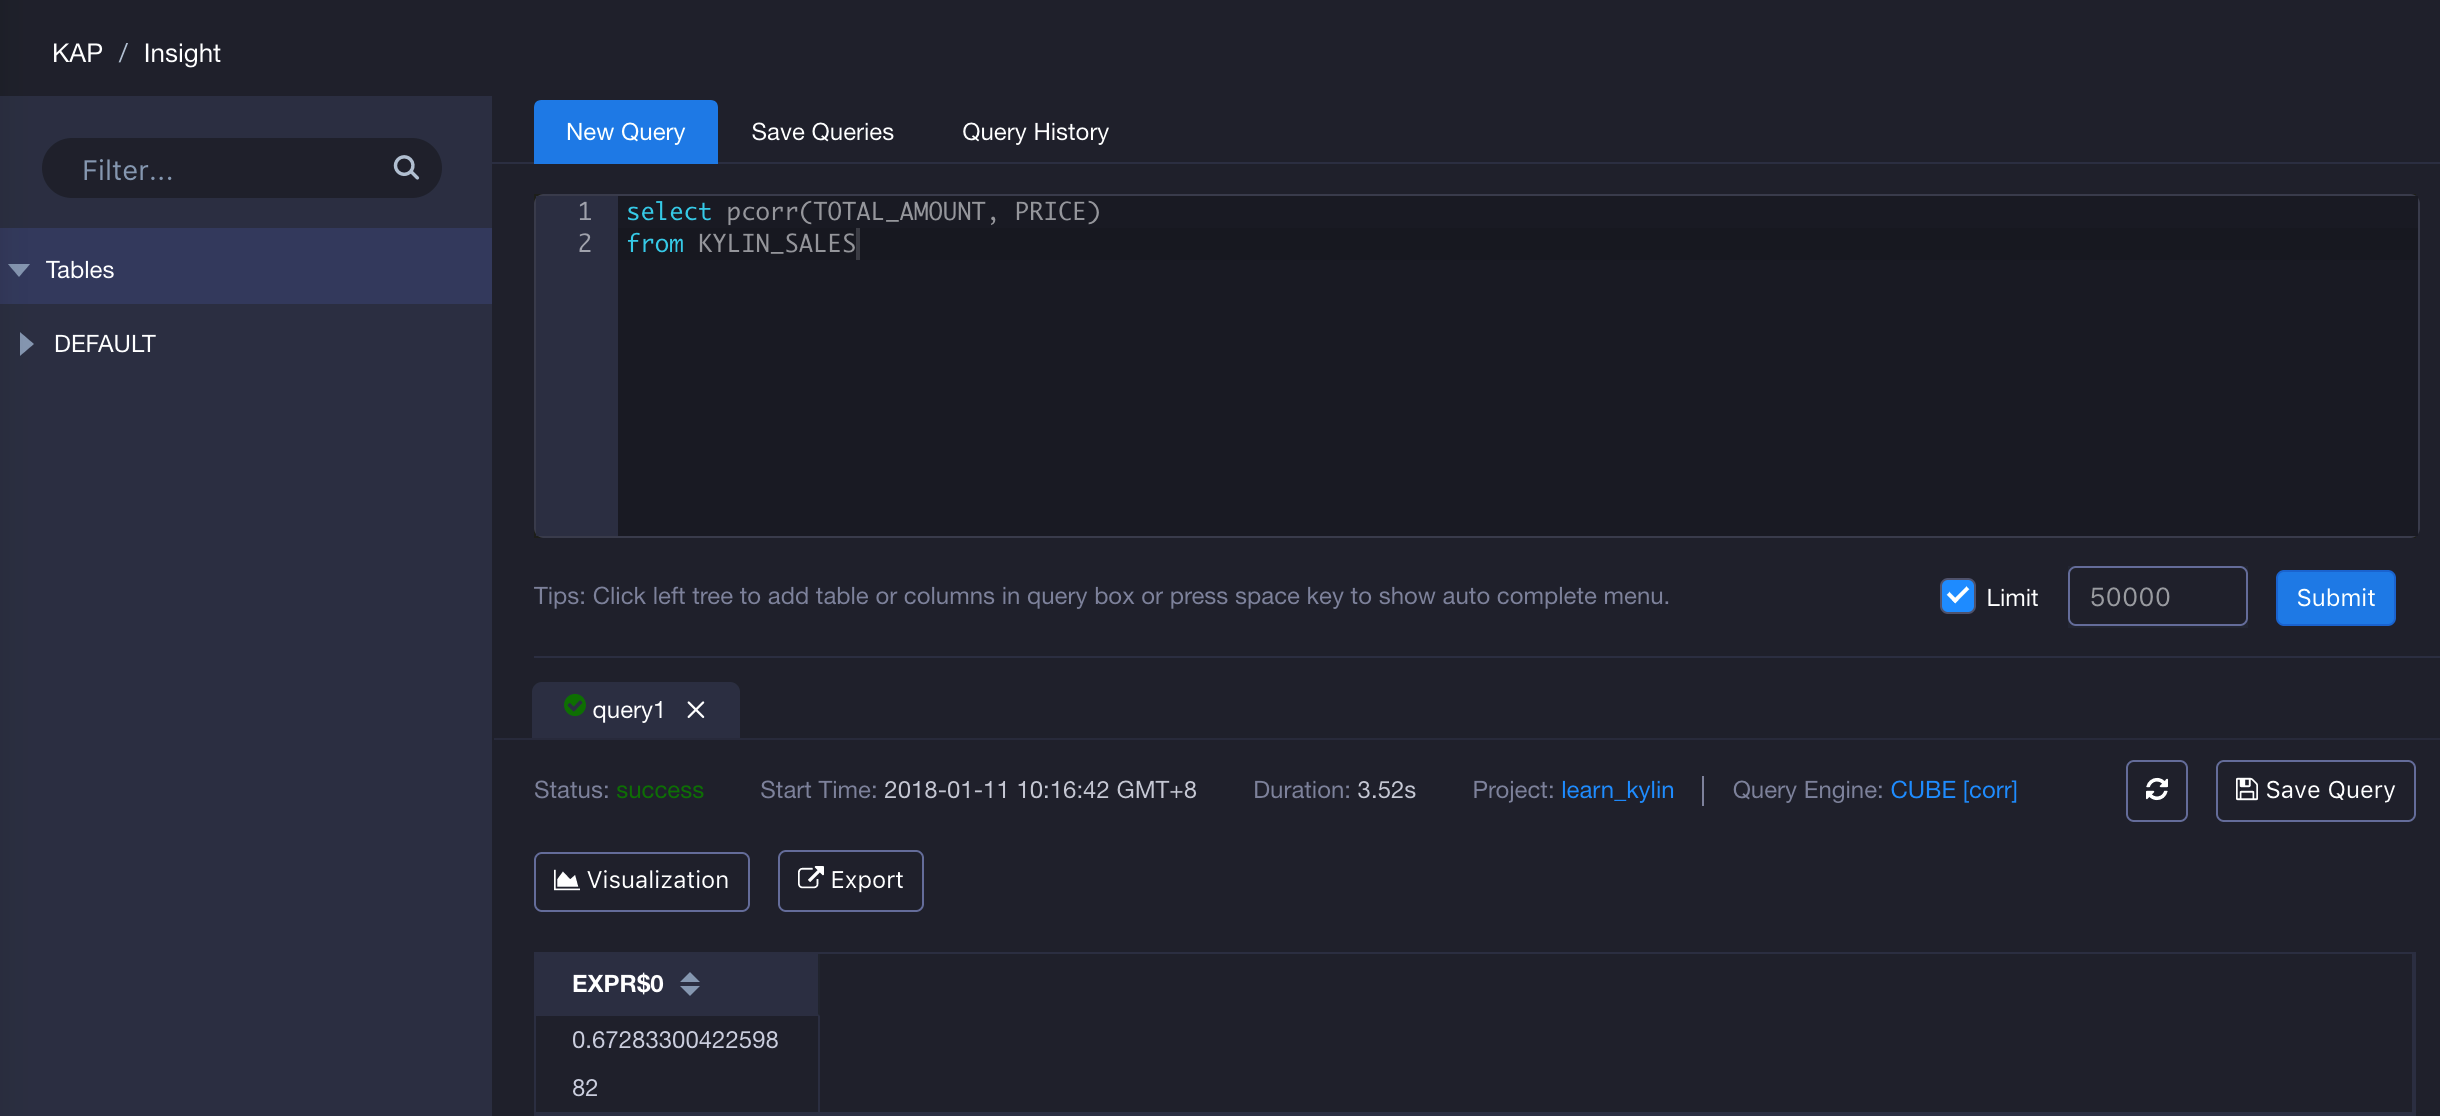 KAP / Insight
Filter...
Tables
DEFAULT
New Query Save Queries Query History
1 select pcorr(TOTAL_AMOUNT, PRICE)
2 from KYLIN_SALES
Tips: Click left tree to add table or columns in query box or press space key to show auto complete menu.
Limit 50000 Submit
query1
Status: success Start Time: 2018-01-11 10:16:42 GMT+8 Duration: 3.52s Project: learn_kylin Query Engine: CUBE [corr]
Save Query
Visualization Export
EXPR$0
0.67283300422598
82